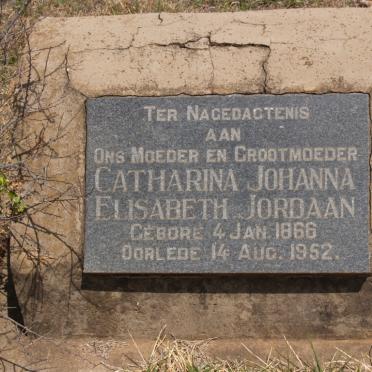 TER NAGEDACTENIS
AAN
ONS MOEDER EN GROOTMOEDER
CATHARINA JOHANNA
ELISABETH JORDAAN
GEBORE 4 JAN 1866
OORLEDE 14 AUG. 1952.